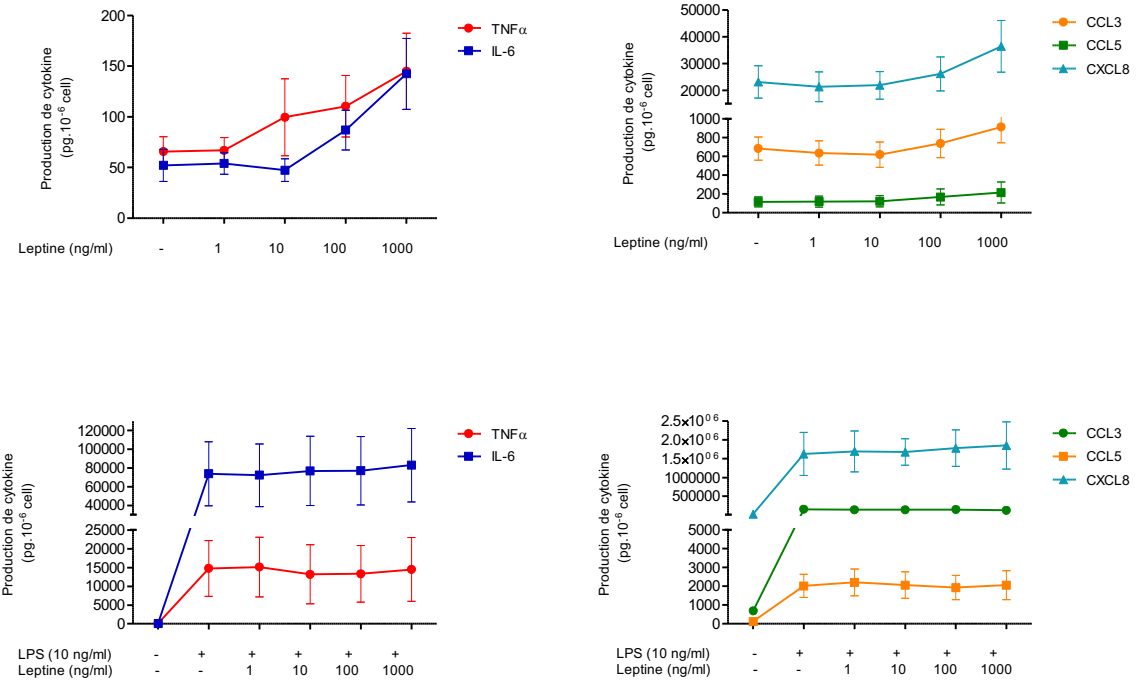 TNFα
IL-6
Production de cytokine
(pg.10-6 cell)
200
150
100
50
0
Leptine (ng/ml)
- 1 10 100 1000
CCL3
CCL5
CXCL8
Production de cytokine
(pg.10-6 cell)
50000
40000
30000
20000
1000
800
600
400
200
0
Leptine (ng/ml)
- 1 10 100 1000
TNFα
IL-6
Production de cytokine
(pg.10-6 cell)
120000
100000
80000
60000
40000
25000
20000
15000
10000
5000
0
LPS (10 ng/ml) - + + + + +
Leptine (ng/ml) - - 1 10 100 1000
CCL3
CCL5
CXCL8
Production de cytokine
(pg.10-6 cell)
2.5×10 06
2.0×10 06
1.5×10 06
1000000
500000
5000
4000
3000
2000
1000
0
LPS (10 ng/ml) - + + + + +
Leptine (ng/ml) - - 1 10 100 1000